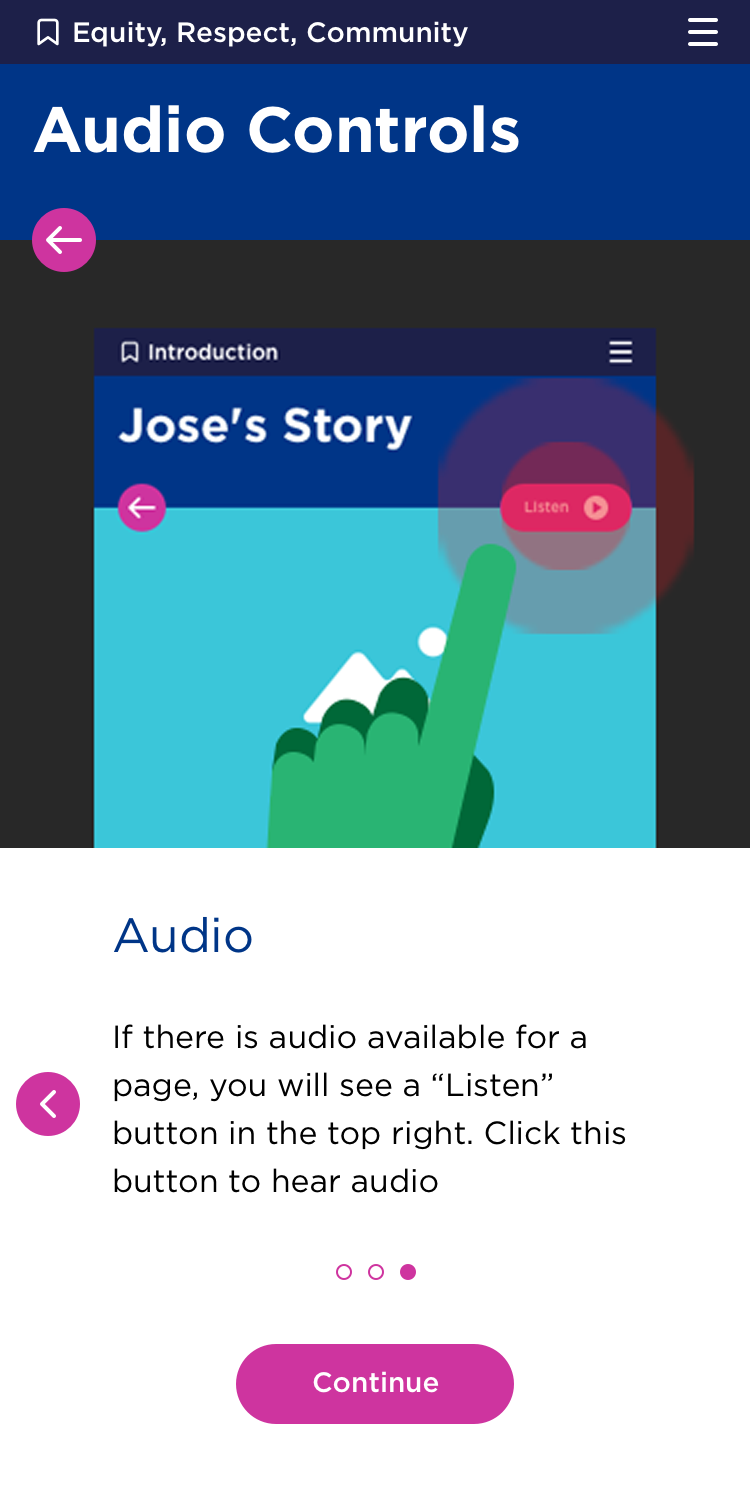 Equity, Respect, Community
Audio Controls
Introduction
Jose's Story
Listen
Audio
If there is audio available for a
page, you will see a “Listen”
button in the top right. Click this
button to hear audio
Continue